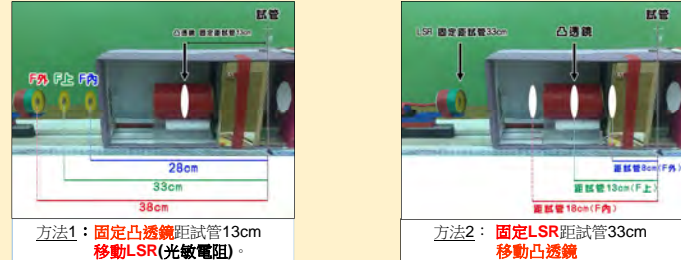 試管
凸透鏡 固定距試管13cm
F外 F上 F內
28cm
33cm
38cm
方法1：固定凸透鏡距試管13cm
移動LSR(光敏電阻)。
試管
LSR 固定距試管33cm
凸透鏡
距試管8cm(F外)
距試管13cm(F上)
距試管18cm(F內)
方法2： 固定LSR距試管33cm
移動凸透鏡